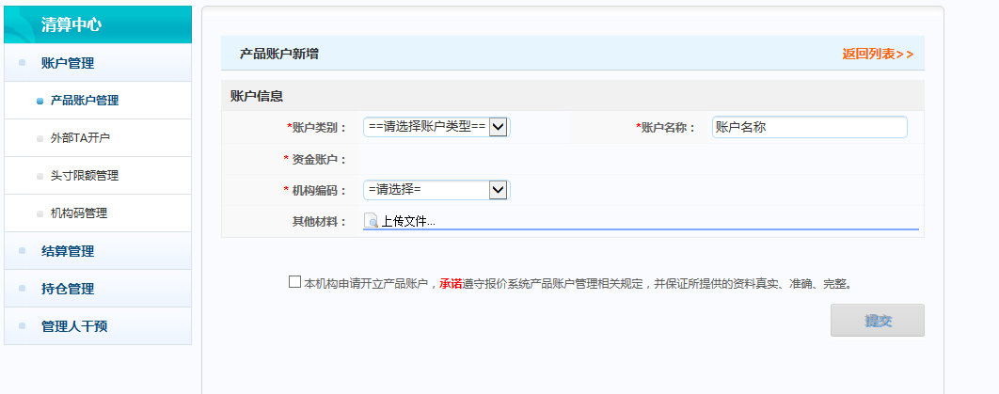 清算中心
账户管理
产品账户管理
外部TA开户
头寸限额管理
机构码管理
结算管理
持仓管理
管理人干预
产品账户新增 返回列表>>
账户信息
*账户类别： ==请选择账户类型== *账户名称： 账户名称
* 资金账户：
* 机构编码： =请选择=
其他材料： 上传文件...
本机构申请开立产品账户，承诺遵守报价系统产品账户管理相关规定，并保证所提供的资料真实、准确、完整。
提交